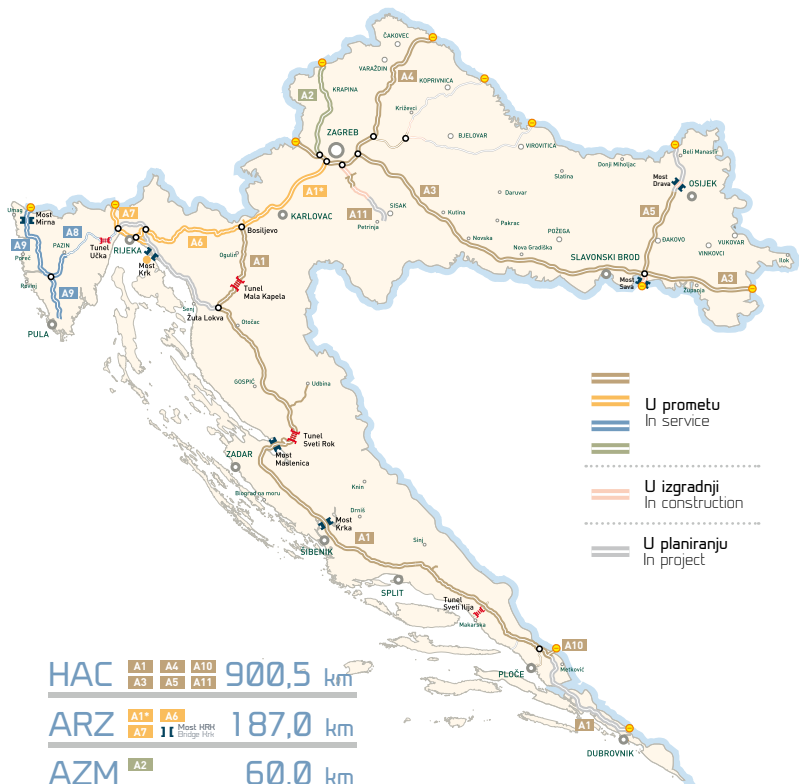 ČAKOVEC
VARAŽDIN
A4
KOPRIVNICA
A2
KRAPINA
Križevci
ZAGREB
BJELOVAR
VIROVITICA
Beli Manastir
Donji Miholjac
Slatina
Most
Drava
OSIJEK
A3
A1*
A11
SISAK
Petrinja
KARLOVAC
Daruvar
Kutina
Pakrac
POŽEGA
Novska
Nova Gradiška
A5
ĐAKOVO
VUKOVAR
VINKOVCI
Ilok
SLAVONSKI BROD
Most
Sava
Županja
A3
Umag
Most
Mirna
A7
A8
A9
PAZIN
Poreč
Tunel
Učka
RIJEKA
A6
Bosiljevo
Ogulin
A1
Most
Krk
Rovinj
A9
PULA
Tunel
Mala Kapela
Senj
Žuta Lokva
Otočac
GOSPIĆ
Udbina
Tunel
Sveti Rok
Most
Maslenica
ZADAR
Biograd na moru
Knin
Drniš
Most
Krka
A1
ŠIBENIK
Sinj
SPLIT
Tunel
Sveti Ilija
Makarska
A10
Metković
PLOČE
A1
DUBROVNIK
U prometu
In service
U izgradnji
In construction
U planiranju
In project
HAC A1 A4 A10 900,5 km
A3 A5 A11
ARZ A1* A6 187,0 km
A7 Most KRK
Bridge Krk
AZM A2 60,0 km